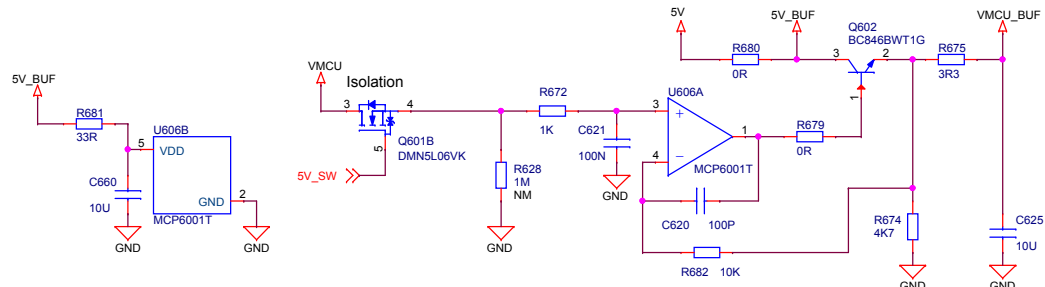 5V
5V_BUF
Q602
BC846BWT1G
VMCU_BUF
R680
0R
3
2
1
R675
3R3
5V_BUF
R681
33R
U606B
5
VDD
GND
2
MCP6001T
C660
10U
GND
GND
VMCU
Isolation
3
4
5
Q601B
DMN5L06VK
5V_SW
R672
1K
R628
1M
NM
GND
C621
100N
GND
U606A
3
+
4
−
1
MCP6001T
R679
0R
C620
100P
R682
10K
R674
4K7
GND
C625
10U
GND